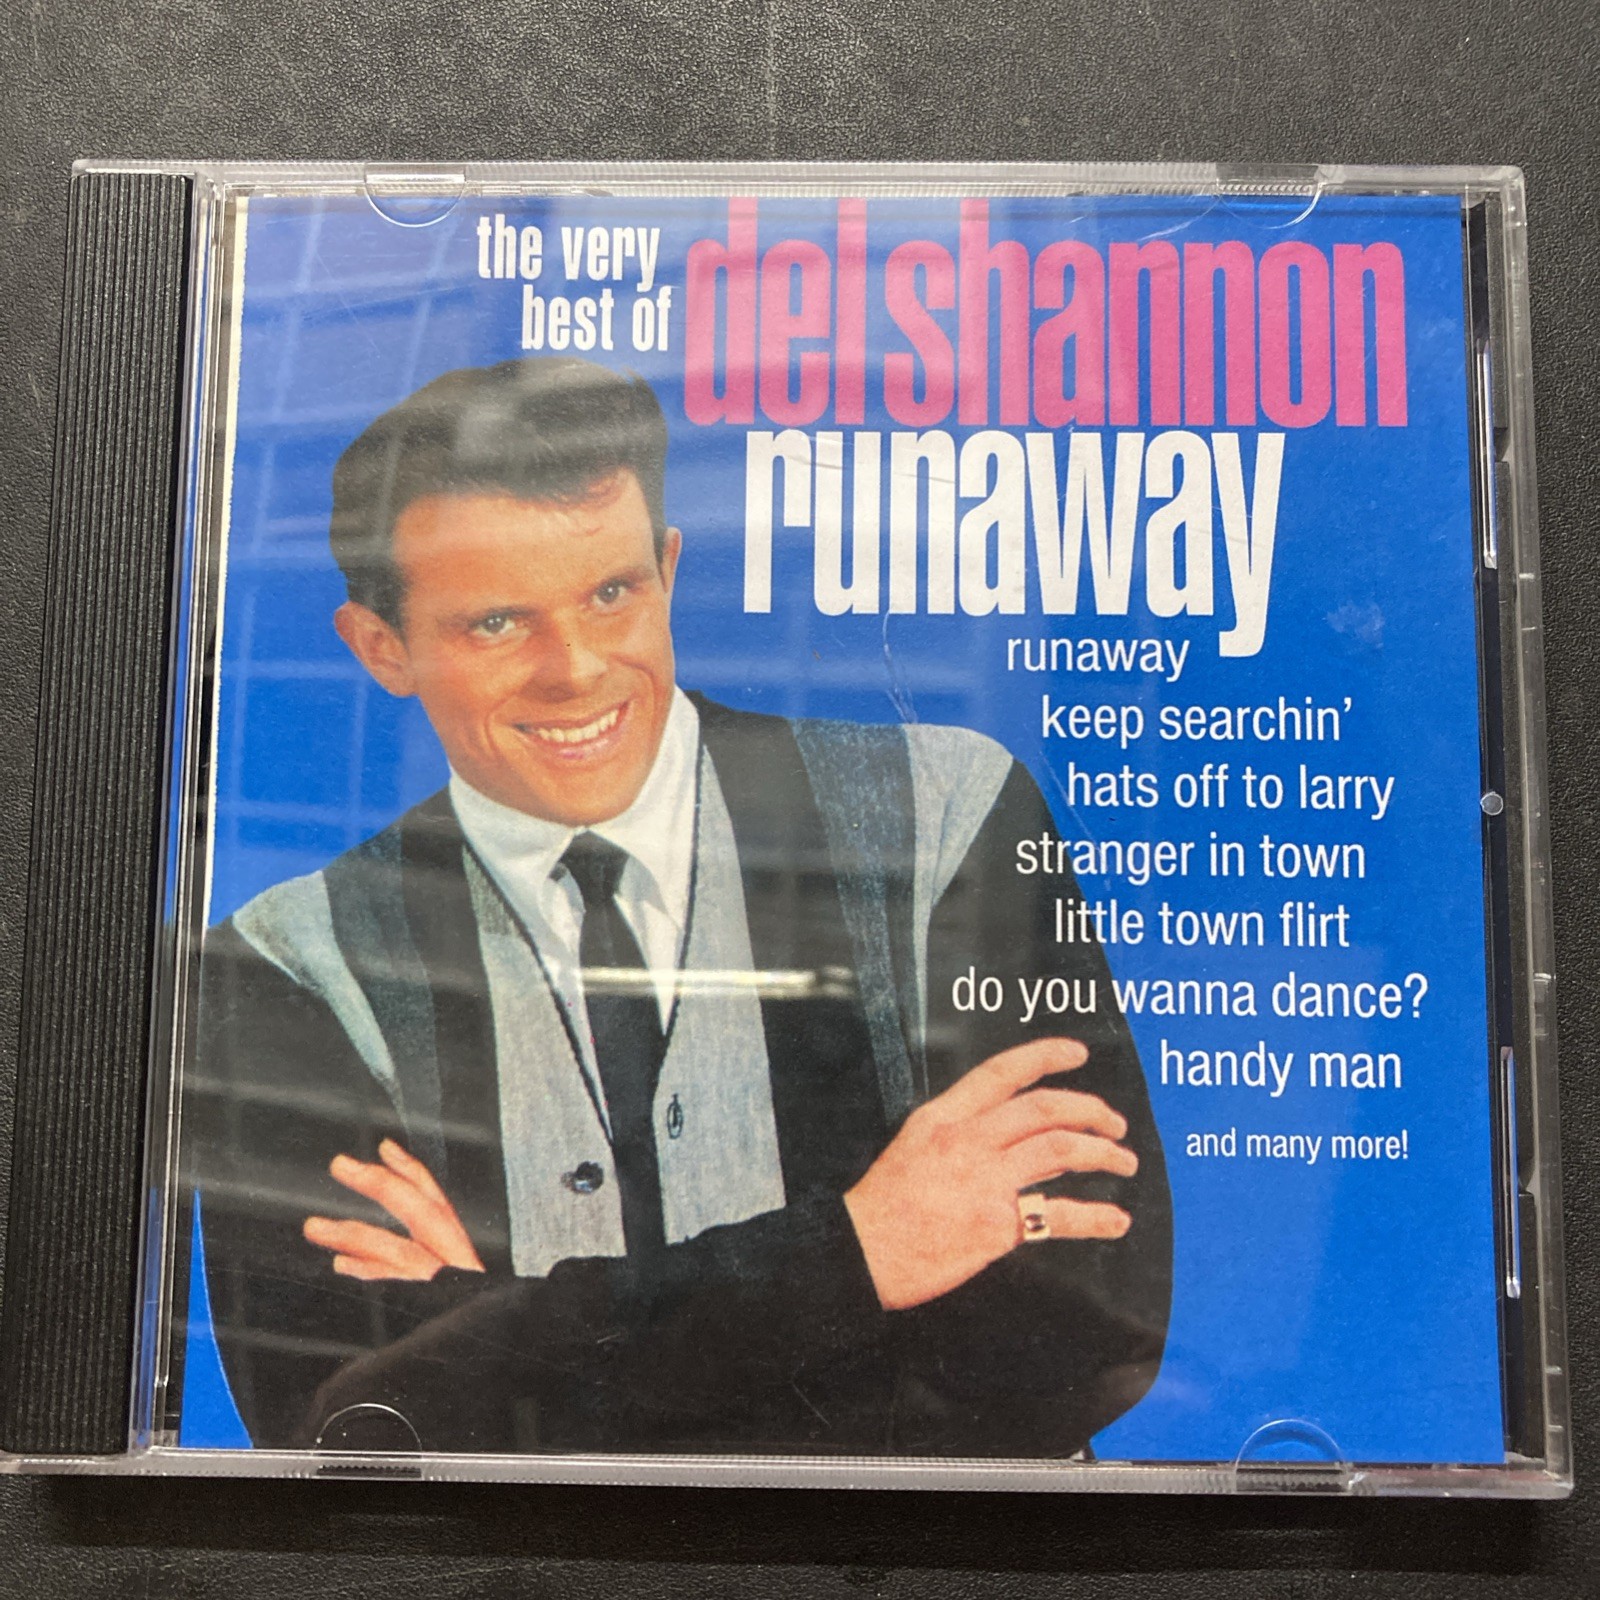 the very
best of
del shannon
runaway
runaway
keep searchin'
hats off to larry
stranger in town
little town flirt
do you wanna dance?
handy man
and many more!